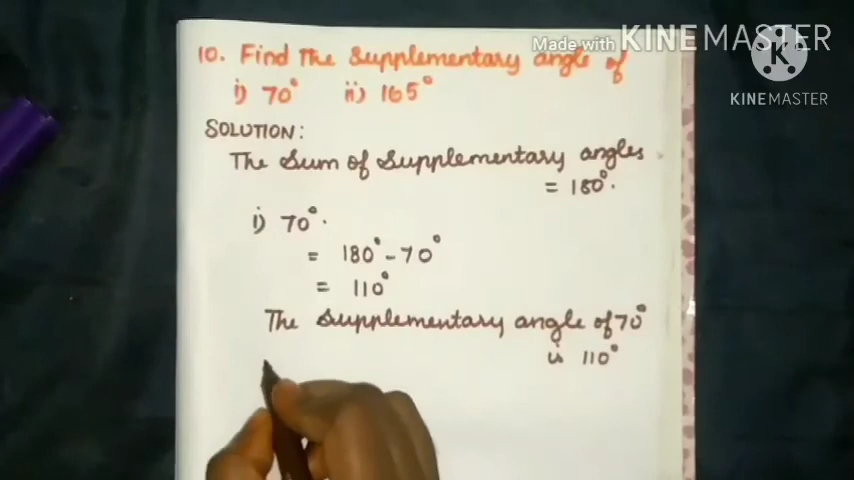 Made with KINEMASTER
K
KINEMASTER
10. Find The Supplementary angle of
i) 70° ii) 165°
SOLUTION:
The Sum of Supplementary angles
= 180°.
i) 70°.
= 180° - 70°
= 110°
The Supplementary angle of 70°
is 110°